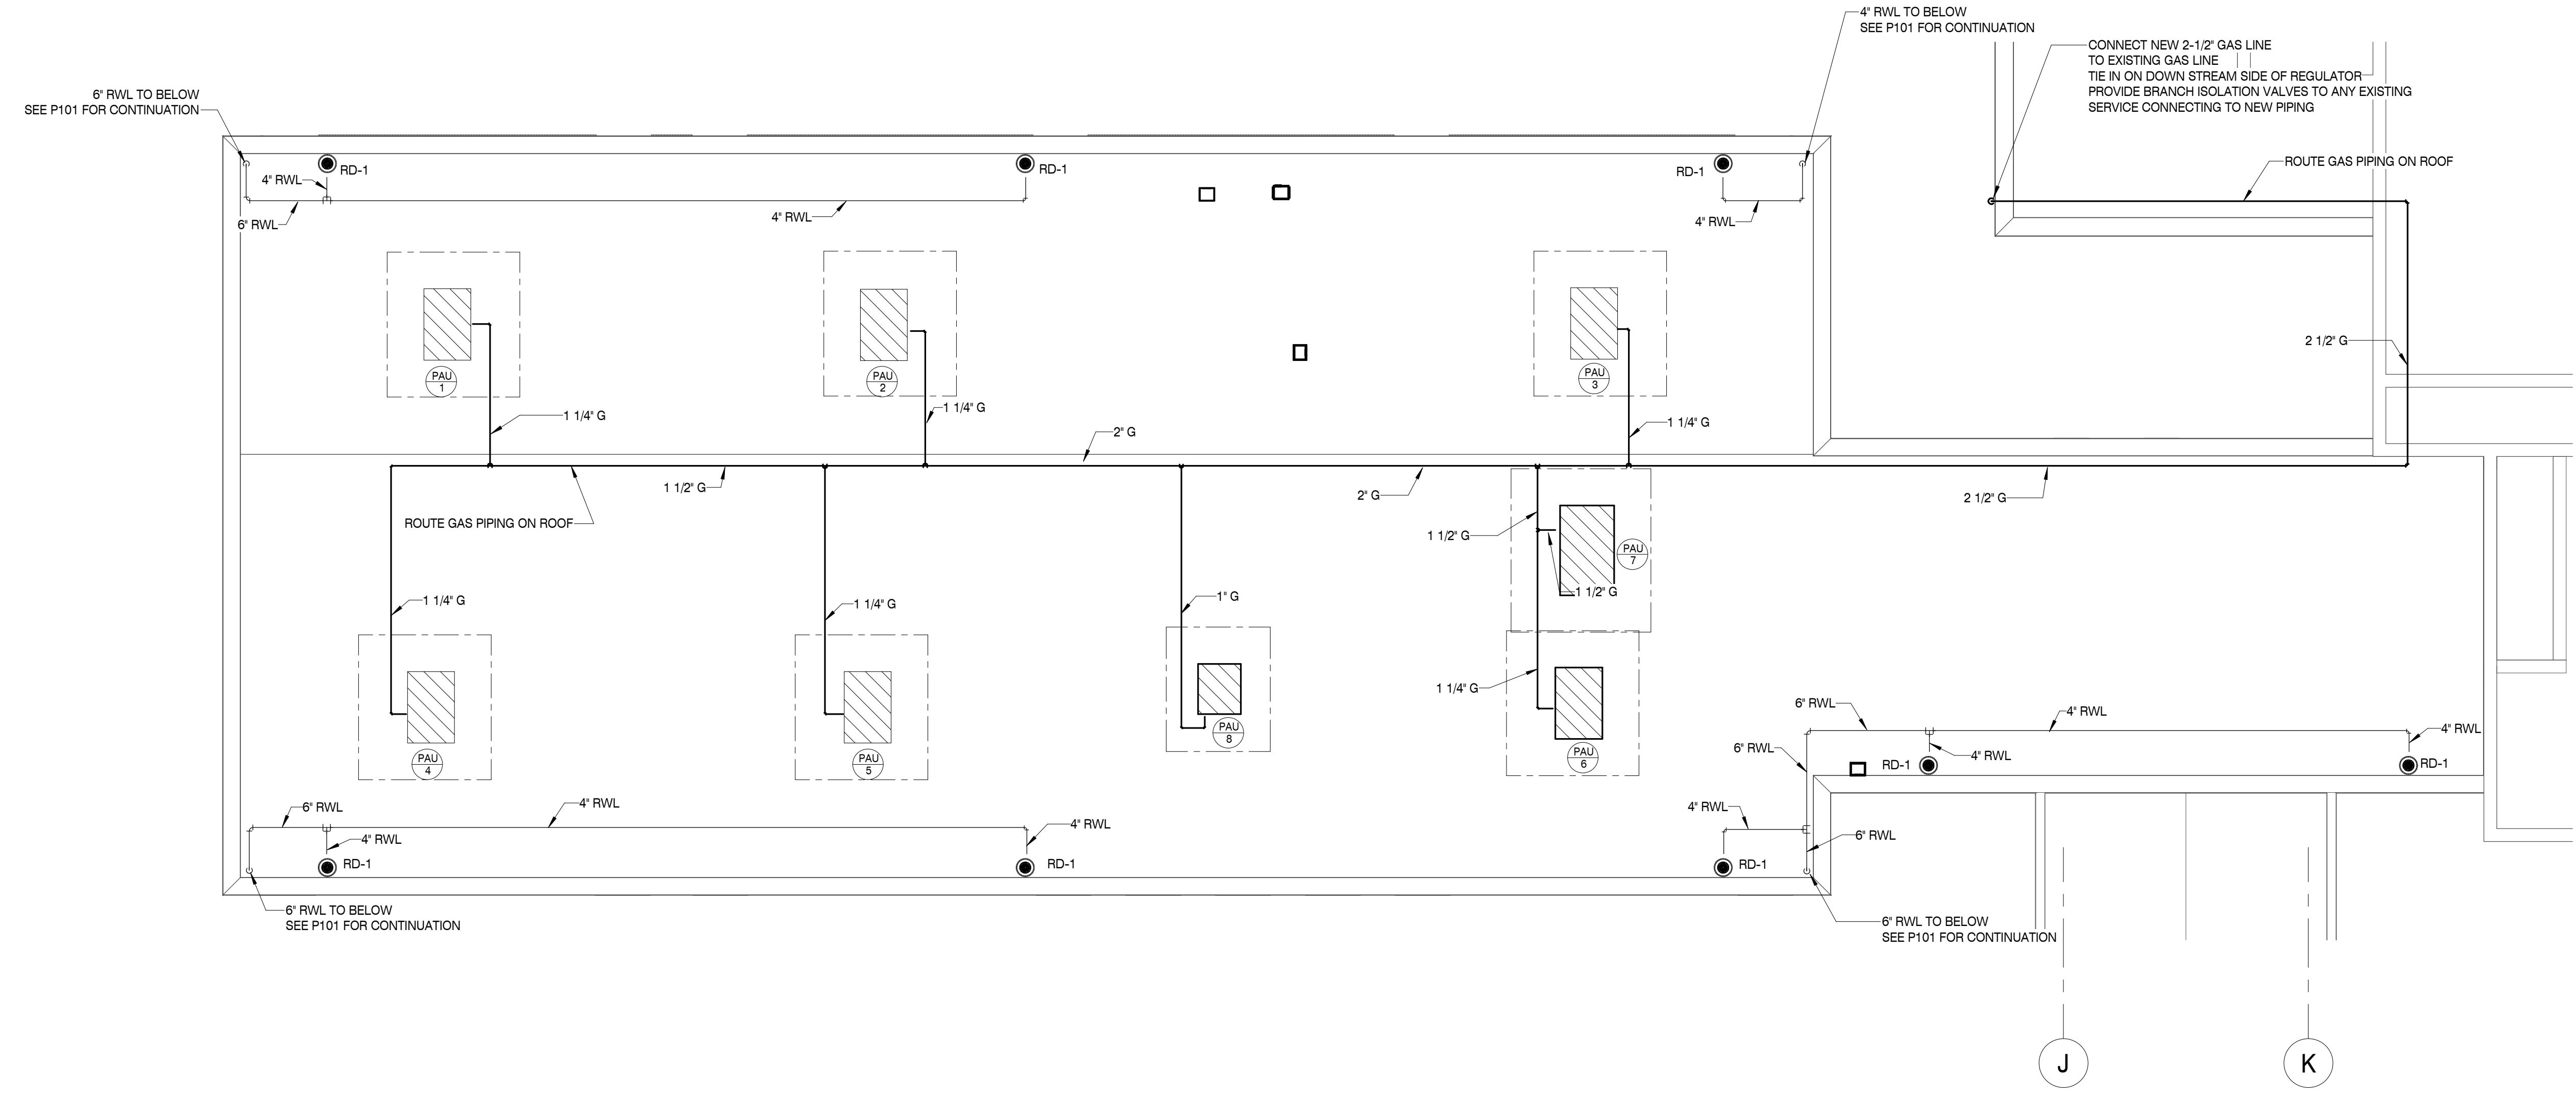 4" RWL TO BELOW
SEE P101 FOR CONTINUATION
CONNECT NEW 2-1/2" GAS LINE
TO EXISTING GAS LINE
TIE IN ON DOWN STREAM SIDE OF REGULATOR
PROVIDE BRANCH ISOLATION VALVES TO ANY EXISTING
SERVICE CONNECTING TO NEW PIPING
6" RWL TO BELOW
SEE P101 FOR CONTINUATION
ROUTE GAS PIPING ON ROOF
RD-1
RD-1
RD-1
4" RWL
6" RWL
4" RWL
4" RWL
2 1/2" G
PAU
1
PAU
2
PAU
3
1 1/4" G
1 1/4" G
1 1/4" G
2" G
1 1/2" G
2" G
2 1/2" G
ROUTE GAS PIPING ON ROOF
1 1/2" G
PAU
7
1 1/2" G
1 1/4" G
1 1/4" G
1" G
1 1/4" G
PAU
4
PAU
5
PAU
8
PAU
6
6" RWL
4" RWL
4" RWL
6" RWL
4" RWL
RD-1
RD-1
6" RWL
4" RWL
4" RWL
4" RWL
4" RWL
6" RWL
RD-1
RD-1
RD-1
6" RWL TO BELOW
SEE P101 FOR CONTINUATION
6" RWL TO BELOW
SEE P101 FOR CONTINUATION
J
K